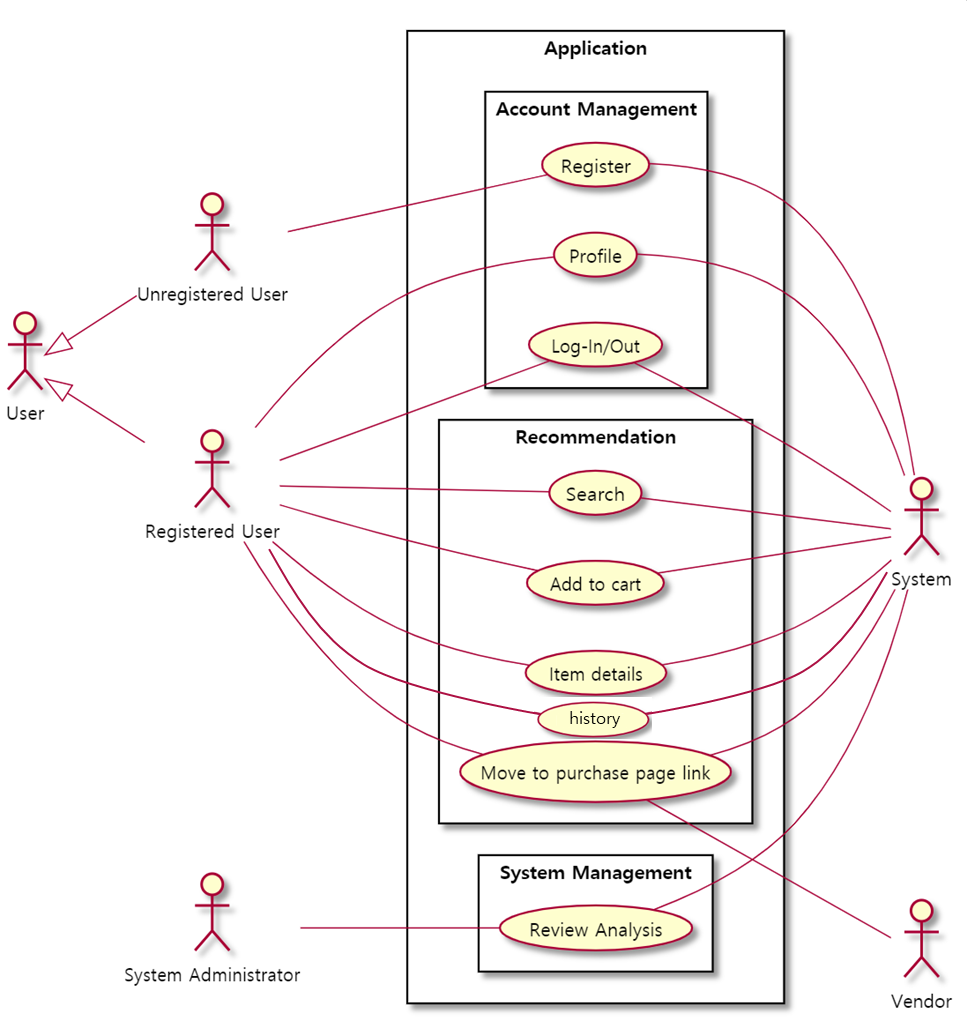 Application
Account Management
Register
Unregistered User
Profile
User
Log-In/Out
Recommendation
Registered User
Search
System
Add to cart
Item details
history
Move to purchase page link
System Management
System Administrator
Review Analysis
Vendor